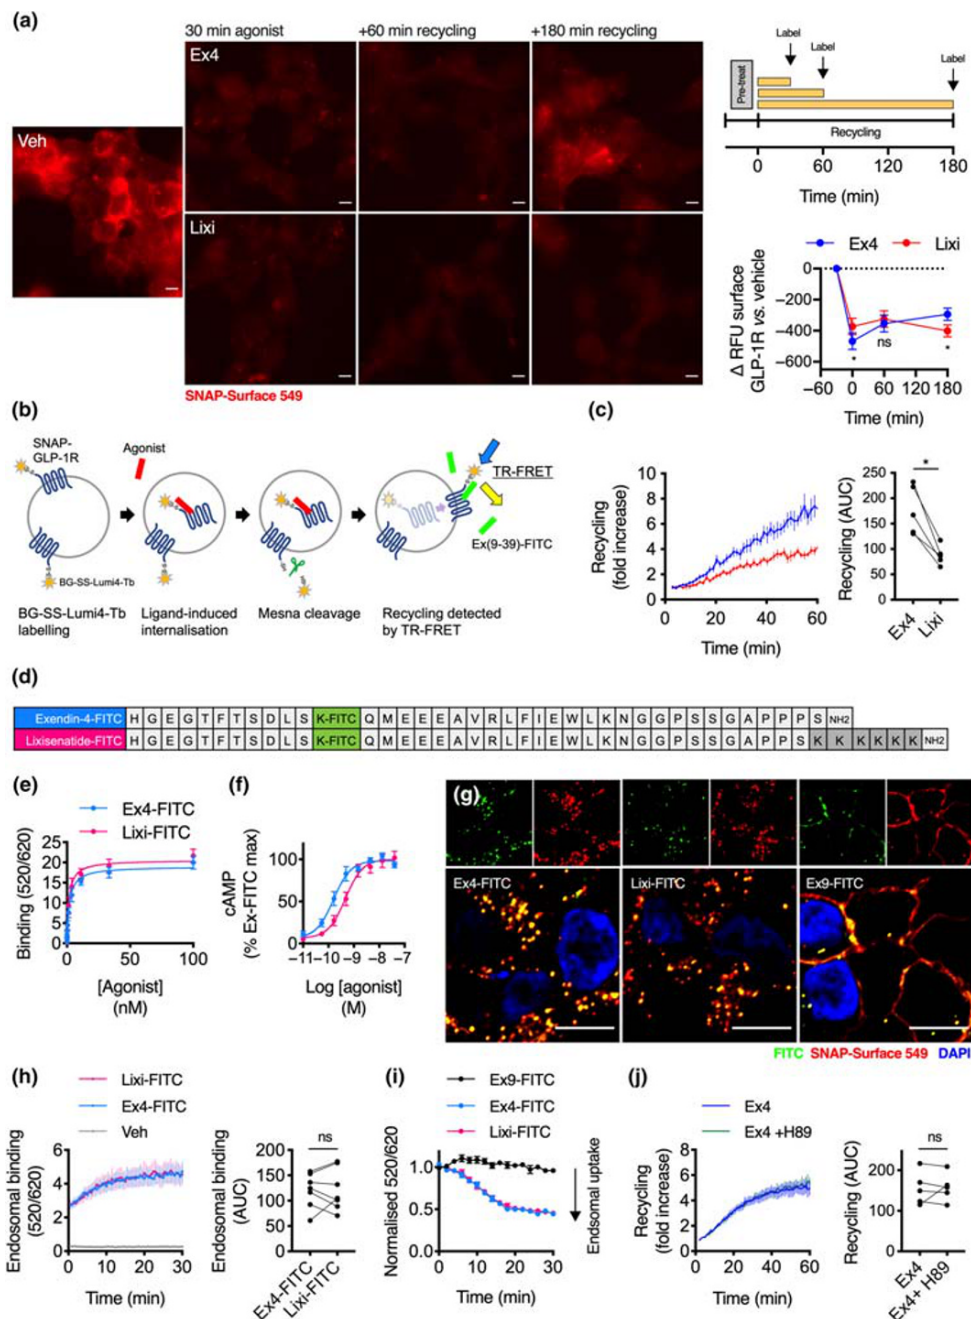 (a)
30 min agonist
+60 min recycling
+180 min recycling
Ex4
Veh
Lixi
SNAP-Surface 549
Label
Label
Label
Pre-treat
Recycling
0 60 120 180
Time (min)
Ex4 Lixi
Δ RFU surface
GLP-1R vs. vehicle
0
−200
−400
−600
ns
*
*
−60 0 60 120 180
Time (min)
(b)
SNAP-
GLP-1R
Agonist
TR-FRET
Ex(9-39)-FITC
BG-SS-Lumi4-Tb
BG-SS-Lumi4-Tb
labelling
Ligand-induced
internalisation
Mesna cleavage
Recycling detected
by TR-FRET
(c)
Recycling
(fold increase)
10
8
6
4
2
0
0 20 40 60
Time (min)
Recycling (AUC)
250
200
150
100
50
0
*
Ex4
Lixi
(d)
Exendin-4-FITC H G E G T F T S D L S K-FITC Q M E E E A V R L F I E W L K N G G P S S G A P P P S NH2
Lixisenatide-FITC H G E G T F T S D L S K-FITC Q M E E E A V R L F I E W L K N G G P S S G A P P S K K K K K K NH2
(e)
Ex4-FITC
Lixi-FITC
Binding (520/620)
25
20
15
10
5
0
0 50 100
[Agonist]
(nM)
(f)
cAMP
(% Ex-FITC max)
100
50
0
−11 −10 −9 −8 −7
Log [agonist]
(M)
(g)
Ex4-FITC
Lixi-FITC
Ex9-FITC
FITC SNAP-Surface 549 DAPI
(h)
Lixi-FITC
Ex4-FITC
Veh
Endosomal binding
(520/620)
6
4
2
0
0 10 20 30
Time (min)
Endosomal binding
(AUC)
200
150
100
50
0
ns
Ex4-FITC
Lixi-FITC
(i)
Ex9-FITC
Ex4-FITC
Lixi-FITC
Normalised 520/620
1.0
0.5
0.0
0 10 20 30
Time (min)
Endsomal uptake
(j)
Ex4
Ex4 +H89
Recycling
(fold increase)
8
6
4
2
0
0 20 40 60
Time (min)
Recycling (AUC)
200
100
0
ns
Ex4
Ex4+ H89